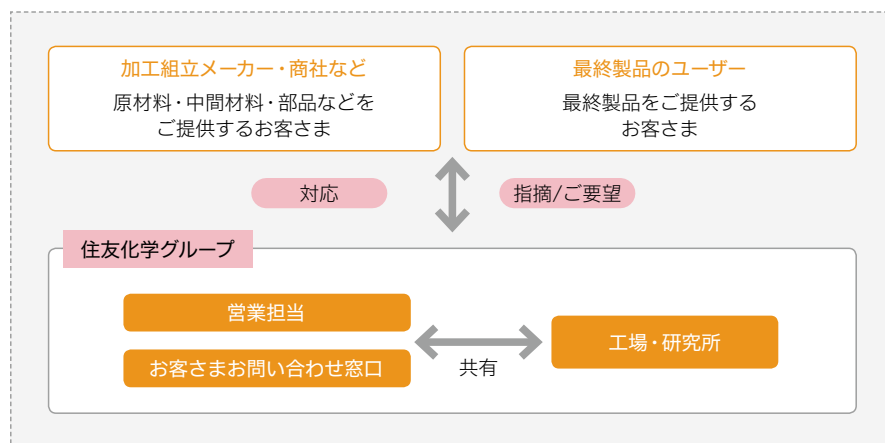 加工組立メーカー・商社など
原材料・中間材料・部品などを
ご提供するお客さま
最終製品のユーザー
最終製品をご提供する
お客さま
対応
指摘/ご要望
住友化学グループ
営業担当
お客さまお問い合わせ窓口
共有
工場・研究所